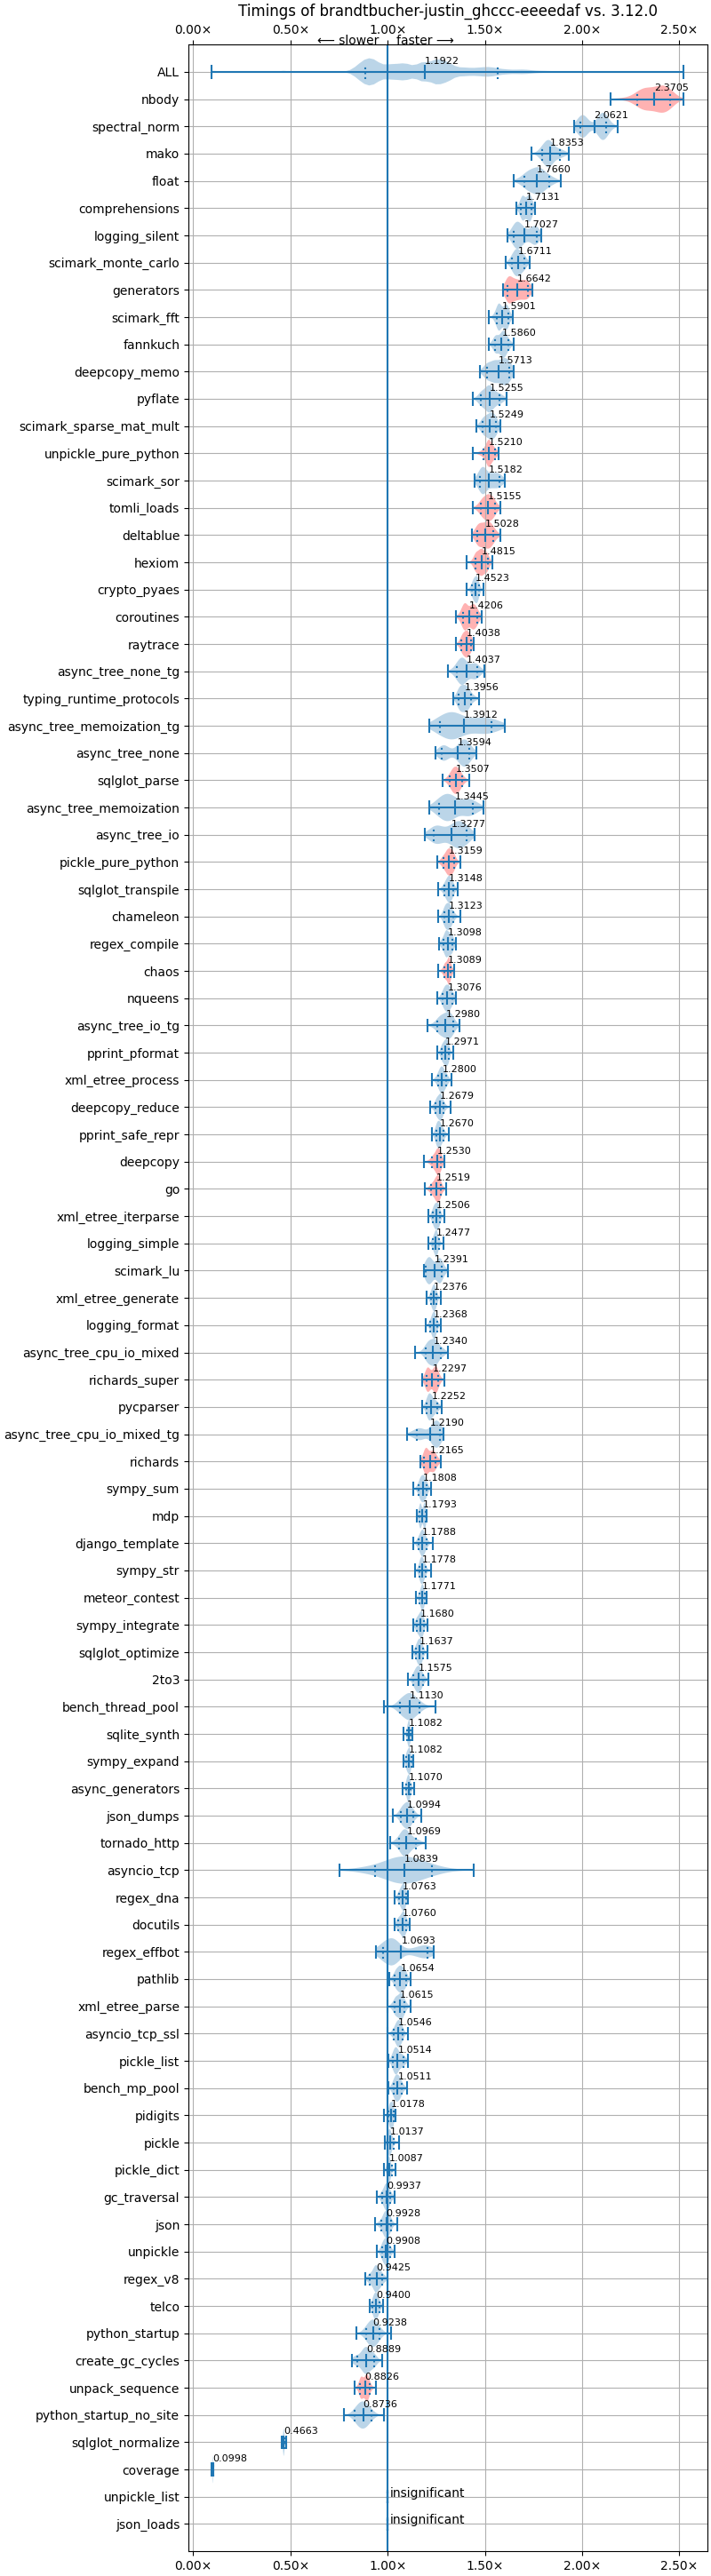 Timings of brandtbucher-justin_ghccc-eeeedaf vs. 3.12.0
0.00× 0.50× 1.00× 1.50× 2.00× 2.50×
⟵ slower faster ⟶
ALL 1.1922
nbody 2.3705
spectral_norm 2.0621
mako 1.8353
float 1.7660
comprehensions 1.7131
logging_silent 1.7027
scimark_monte_carlo 1.6711
generators 1.6642
scimark_fft 1.5901
fannkuch 1.5860
deepcopy_memo 1.5713
pyflate 1.5255
scimark_sparse_mat_mult 1.5249
unpickle_pure_python 1.5210
scimark_sor 1.5182
tomli_loads 1.5155
deltablue 1.5028
hexiom 1.4815
crypto_pyaes 1.4523
coroutines 1.4206
raytrace 1.4038
async_tree_none_tg 1.4037
typing_runtime_protocols 1.3956
async_tree_memoization_tg 1.3912
async_tree_none 1.3594
sqlglot_parse 1.3507
async_tree_memoization 1.3445
async_tree_io 1.3277
pickle_pure_python 1.3159
sqlglot_transpile 1.3148
chameleon 1.3123
regex_compile 1.3098
chaos 1.3089
nqueens 1.3076
async_tree_io_tg 1.2980
pprint_pformat 1.2971
xml_etree_process 1.2800
deepcopy_reduce 1.2679
pprint_safe_repr 1.2670
deepcopy 1.2530
go 1.2519
xml_etree_iterparse 1.2506
logging_simple 1.2477
scimark_lu 1.2391
xml_etree_generate 1.2376
logging_format 1.2368
async_tree_cpu_io_mixed 1.2340
richards_super 1.2297
pycparser 1.2252
async_tree_cpu_io_mixed_tg 1.2190
richards 1.2165
sympy_sum 1.1808
mdp 1.1793
django_template 1.1788
sympy_str 1.1778
meteor_contest 1.1771
sympy_integrate 1.1680
sqlglot_optimize 1.1637
2to3 1.1575
bench_thread_pool 1.1130
sqlite_synth 1.1082
sympy_expand 1.1082
async_generators 1.1070
json_dumps 1.0994
tornado_http 1.0969
asyncio_tcp 1.0839
regex_dna 1.0763
docutils 1.0760
regex_effbot 1.0693
pathlib 1.0654
xml_etree_parse 1.0615
asyncio_tcp_ssl 1.0546
pickle_list 1.0514
bench_mp_pool 1.0511
pidigits 1.0178
pickle 1.0137
pickle_dict 1.0087
gc_traversal 0.9937
json 0.9928
unpickle 0.9908
regex_v8 0.9425
telco 0.9400
python_startup 0.9238
create_gc_cycles 0.8889
unpack_sequence 0.8826
python_startup_no_site 0.8736
sqlglot_normalize 0.4663
coverage 0.0998
unpickle_list insignificant
json_loads insignificant
0.00× 0.50× 1.00× 1.50× 2.00× 2.50×